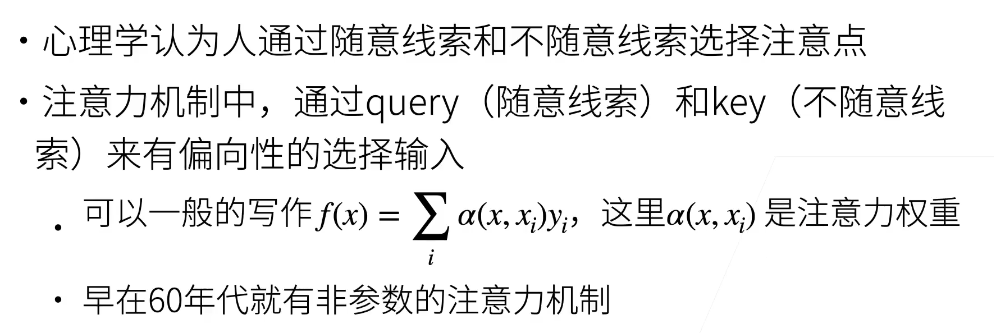 • 心理学认为人通过随意线索和不随意线索选择注意点
• 注意力机制中，通过query（随意线索）和key（不随意线
索）来有偏向性的选择输入
• 可以一般的写作 f(x) = ∑_i α(x, x_i)y_i，这里α(x, x_i) 是注意力权重
• 早在60年代就有非参数的注意力机制